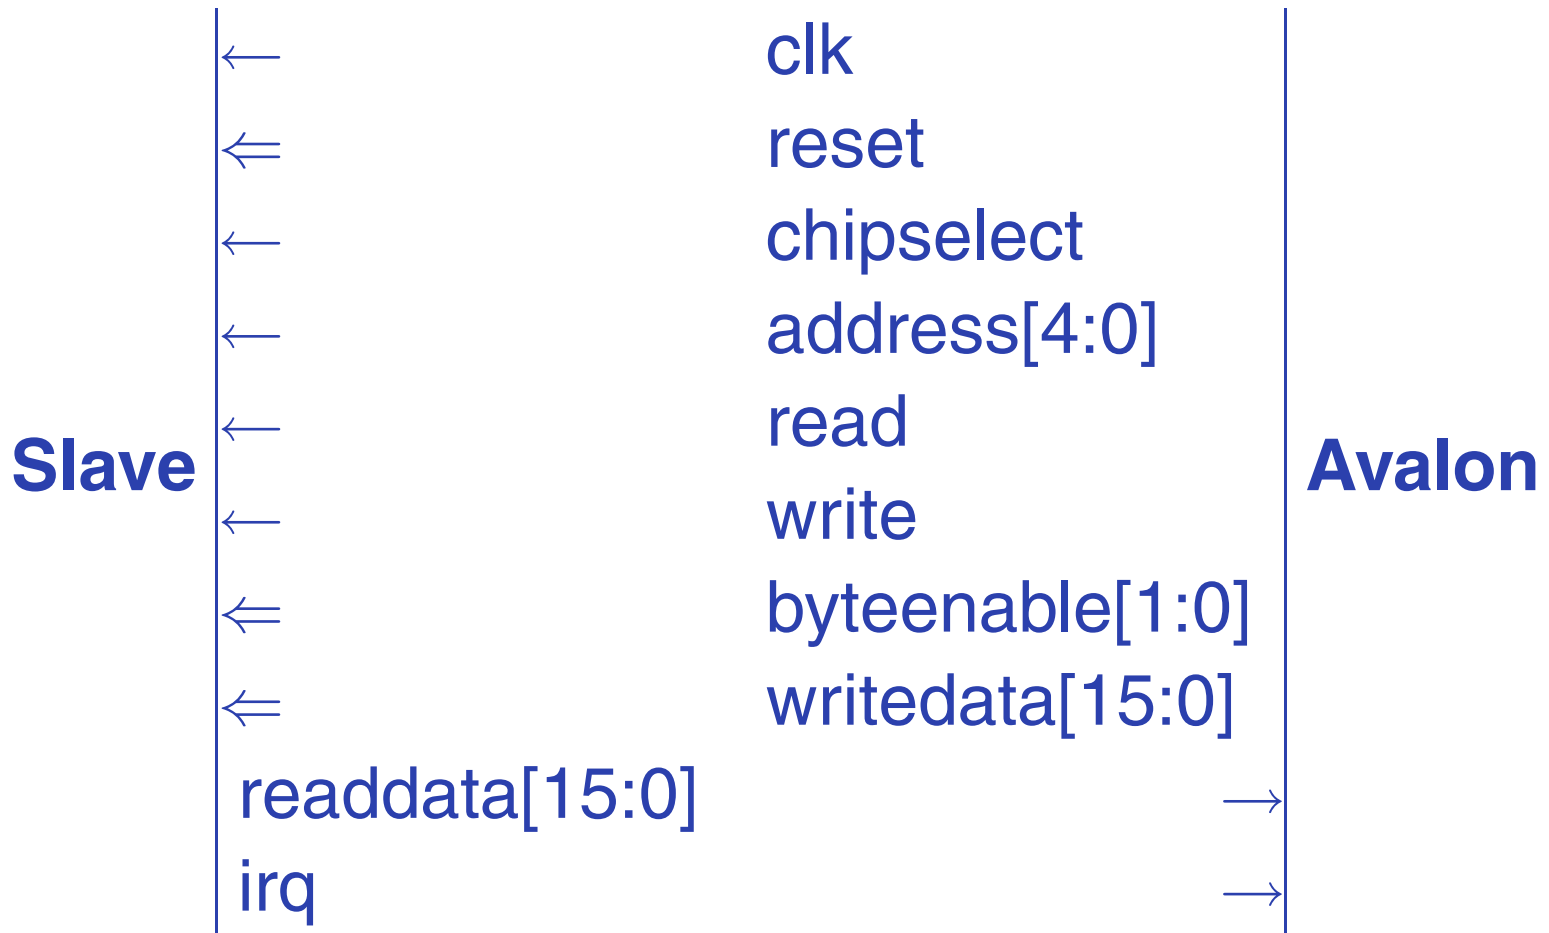 clk
reset
chipselect
address[4:0]
read
Slave
Avalon
write
byteenable[1:0]
writedata[15:0]
readdata[15:0]
irq